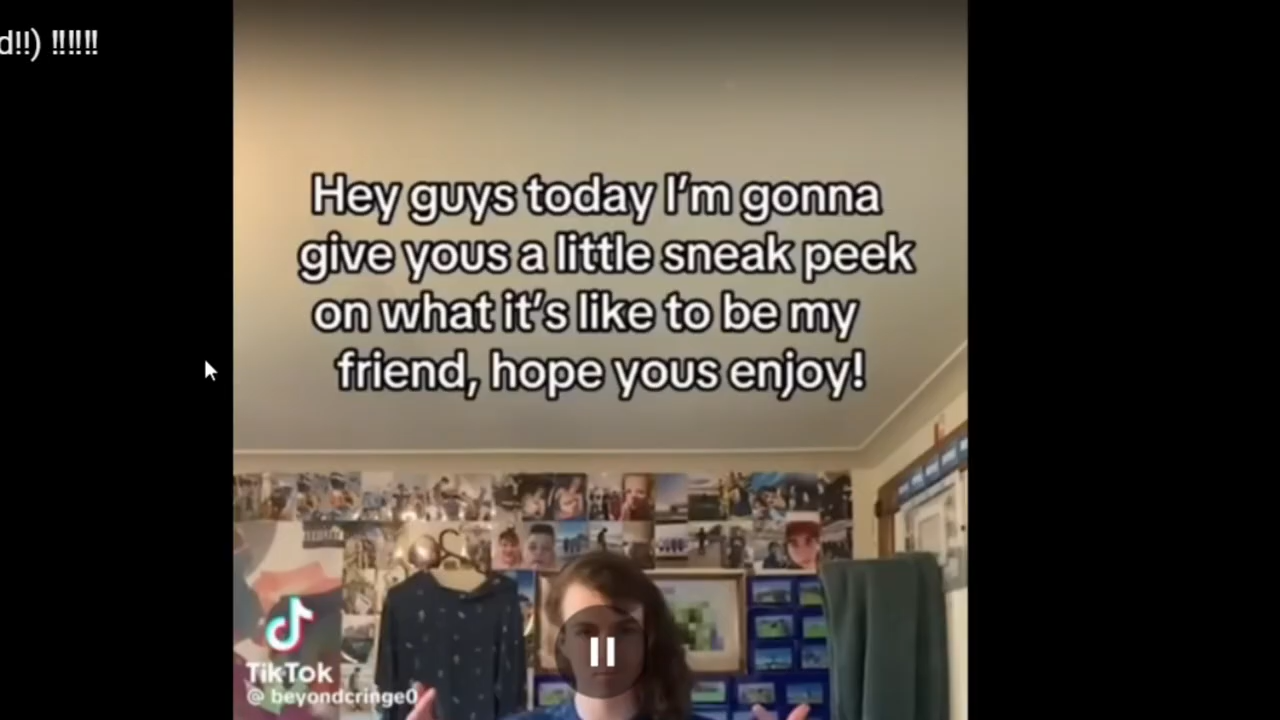 d!!) !!!!!!
Hey guys today I'm gonna
give yous a little sneak peek
on what it's like to be my
friend, hope yous enjoy!
TikTok
@ beyondcringe0